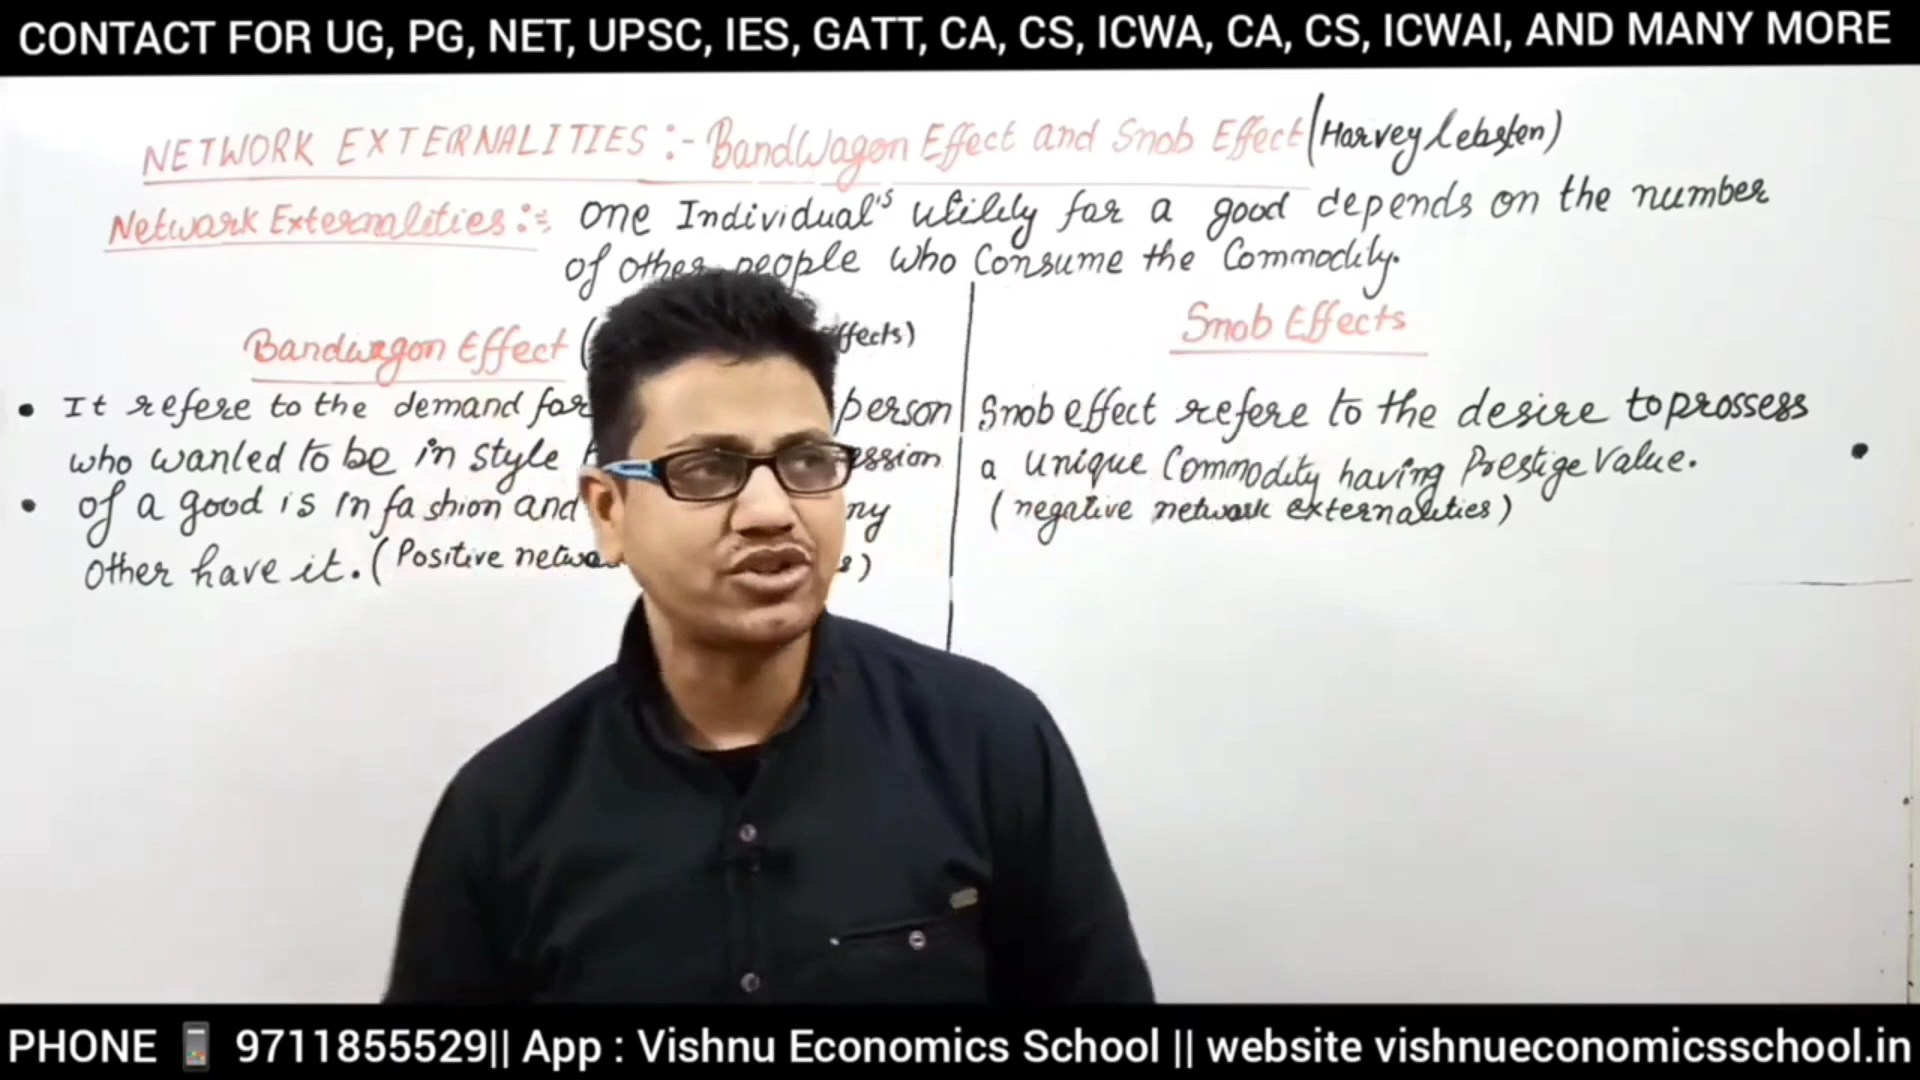 CONTACT FOR UG, PG, NET, UPSC, IES, GATT, CA, CS, ICWA, CA, CS, ICWAI, AND MANY MORE
NETWORK EXTERNALITIES :- BandWagon Effect and Snob Effect (Harvey Lebsten)
Network Externalities :- One Individual's utility for a good depends on the number
of other people who Consume the Commodity.
Bandwagon Effect ( ffects)
Snob Effects
• It refere to the demand for person
who wanted to be in style ession
• of a good is in fashion and ny
other have it. (Positive netwo s)
Snob effect refere to the desire to prossess
a unique Commodity having Prestige Value. •
(negative network externalities)
PHONE 9711855529|| App : Vishnu Economics School || website vishnueconomicsschool.in